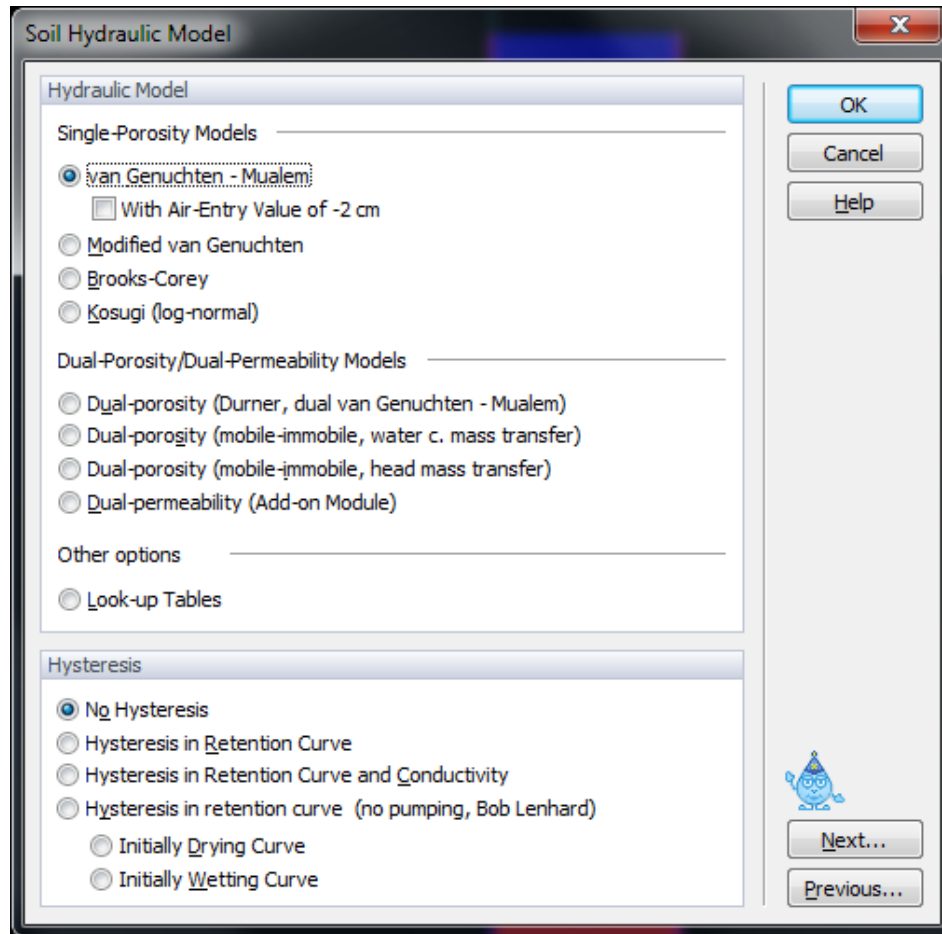 Soil Hydraulic Model
Hydraulic Model
Single-Porosity Models
van Genuchten - Mualem
With Air-Entry Value of -2 cm
Modified van Genuchten
Brooks-Corey
Kosugi (log-normal)
Dual-Porosity/Dual-Permeability Models
Dual-porosity (Durner, dual van Genuchten - Mualem)
Dual-porosity (mobile-immobile, water c. mass transfer)
Dual-porosity (mobile-immobile, head mass transfer)
Dual-permeability (Add-on Module)
Other options
Look-up Tables
Hysteresis
No Hysteresis
Hysteresis in Retention Curve
Hysteresis in Retention Curve and Conductivity
Hysteresis in retention curve (no pumping, Bob Lenhard)
Initially Drying Curve
Initially Wetting Curve
OK
Cancel
Help
Next...
Previous...